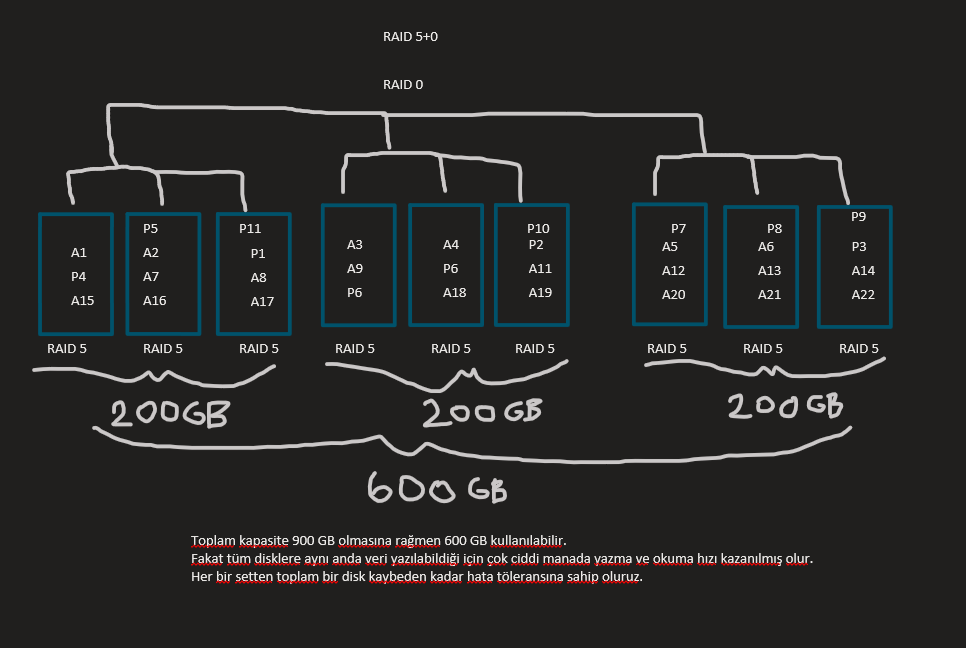 RAID 5+0
RAID 0
P5 P11 P10 P7 P8 P9
A1 A2 P1 A3 A4 P2 A5 A6 P3
P4 A7 A8 A9 P6 A11 A12 A13 A14
A15 A16 A17 P6 A18 A19 A20 A21 A22
RAID 5 RAID 5 RAID 5 RAID 5 RAID 5 RAID 5 RAID 5 RAID 5 RAID 5
200GB 200GB 200GB
600 GB
Toplam kapasite 900 GB olmasına rağmen 600 GB kullanılabilir.
Fakat tüm disklere aynı anda veri yazılabildiği için çok ciddi manada yazma ve okuma hızı kazanılmış olur.
Her bir setten toplam bir disk kaybeden kadar hata töleransına sahip oluruz.